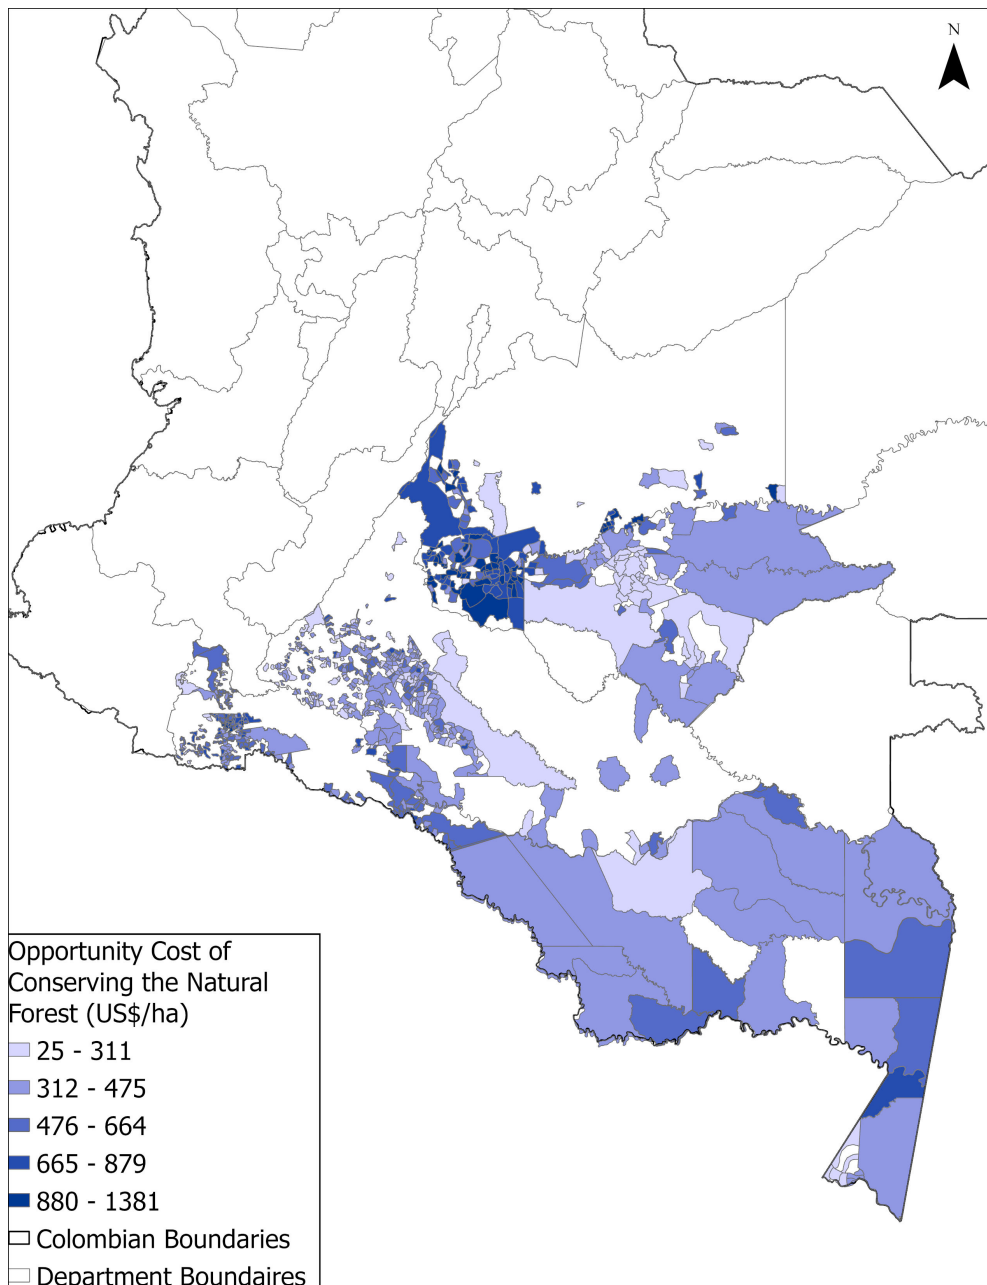 N
Opportunity Cost of
Conserving the Natural
Forest (US$/ha)
25 - 311
312 - 475
476 - 664
665 - 879
880 - 1381
Colombian Boundaries
Department Boundaires